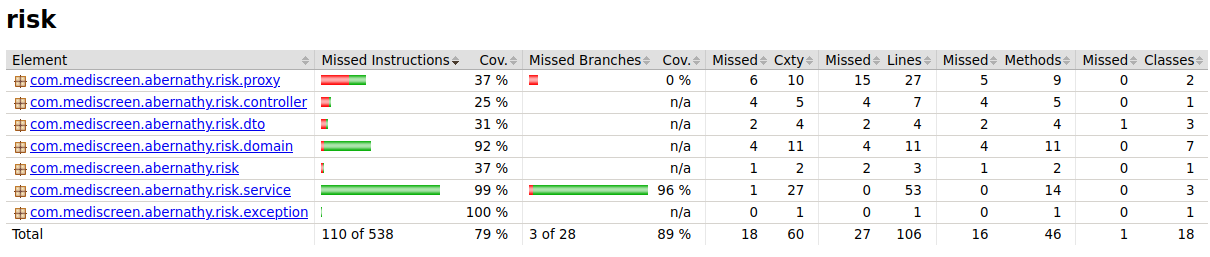 risk
Element Missed Instructions Cov. Missed Branches Cov. Missed Cxty Missed Lines Missed Methods Missed Classes
com.mediscreen.abernathy.risk.proxy 37 % 0 % 6 10 15 27 5 9 0 2
com.mediscreen.abernathy.risk.controller 25 % n/a 4 5 4 7 4 5 0 1
com.mediscreen.abernathy.risk.dto 31 % n/a 2 4 2 4 2 4 1 3
com.mediscreen.abernathy.risk.domain 92 % n/a 4 11 4 11 4 11 0 7
com.mediscreen.abernathy.risk 37 % n/a 1 2 2 3 1 2 0 1
com.mediscreen.abernathy.risk.service 99 % 96 % 1 27 0 53 0 14 0 3
com.mediscreen.abernathy.risk.exception 100 % n/a 0 1 0 1 0 1 0 1
Total 110 of 538 79 % 3 of 28 89 % 18 60 27 106 16 46 1 18